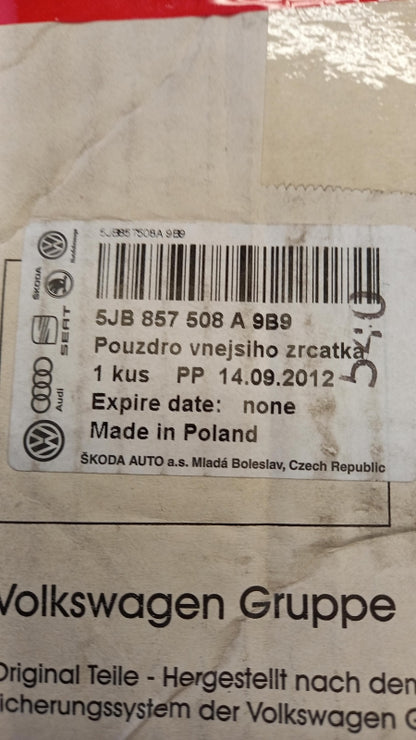 5JB857508A 9B9
5JB 857 508 A 9B9
Pouzdro vnejsiho zrcatka
1 kus PP 14.09.2012
Expire date: none
Made in Poland
ŠKODA AUTO a.s. Mladá Boleslav, Czech Republic
ŠKODA
SEAT
Audi
Volkswagen Gruppe
Original Teile - Hergestellt nach dem
icherungssystem der Volkswagen G